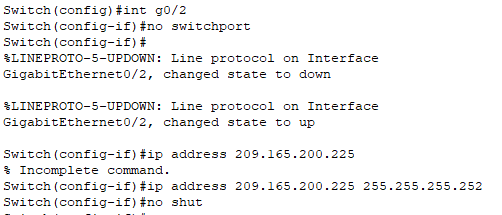 Switch(config)#int g0/2
Switch(config-if)#no switchport
Switch(config-if)#
%LINEPROTO-5-UPDOWN: Line protocol on Interface
GigabitEthernet0/2, changed state to down
%LINEPROTO-5-UPDOWN: Line protocol on Interface
GigabitEthernet0/2, changed state to up
Switch(config-if)#ip address 209.165.200.225
% Incomplete command.
Switch(config-if)#ip address 209.165.200.225 255.255.255.252
Switch(config-if)#no shut